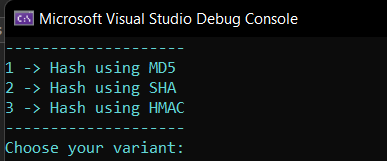 Microsoft Visual Studio Debug Console
--------------------
1 -> Hash using MD5
2 -> Hash using SHA
3 -> Hash using HMAC
--------------------
Choose your variant: